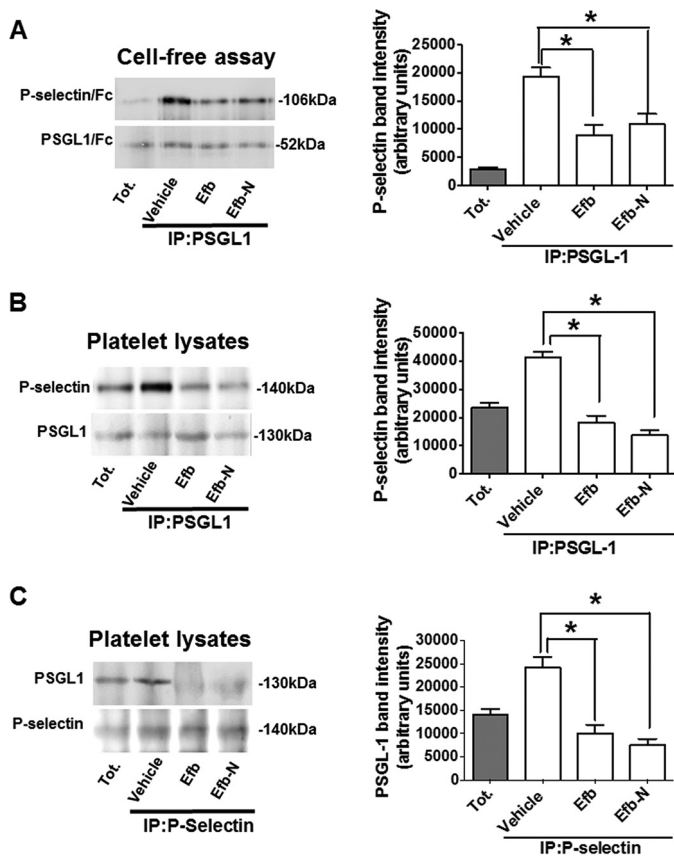 A
Cell-free assay
P-selectin/Fc
-106kDa
PSGL1/Fc
-52kDa
Tot.
Vehicle
Efb
Efb-N
IP:PSGL1
P-selectin band intensity
(arbitrary units)
25000
20000
15000
10000
5000
0
*
*
Tot.
Vehicle
Efb
Efb-N
IP:PSGL-1
B
Platelet lysates
P-selectin
-140kDa
PSGL1
-130kDa
Tot.
Vehicle
Efb
Efb-N
IP:PSGL1
P-selectin band intensity
(arbitrary units)
50000
40000
30000
20000
10000
0
*
*
Tot.
Vehicle
Efb
Efb-N
IP:PSGL-1
C
Platelet lysates
PSGL1
-130kDa
P-selectin
-140kDa
Tot.
Vehicle
Efb
Efb-N
IP:P-Selectin
PSGL-1 band intensity
(arbitrary units)
30000
25000
20000
15000
10000
5000
0
*
*
Tot.
Vehicle
Efb
Efb-N
IP:P-selectin